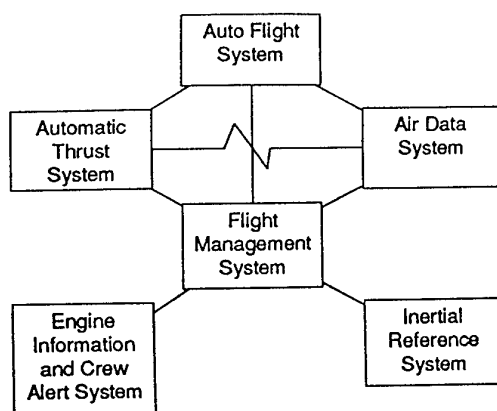 Auto Flight
System
Automatic
Thrust
System
Air Data
System
Flight
Management
System
Engine
Information
and Crew
Alert System
Inertial
Reference
System